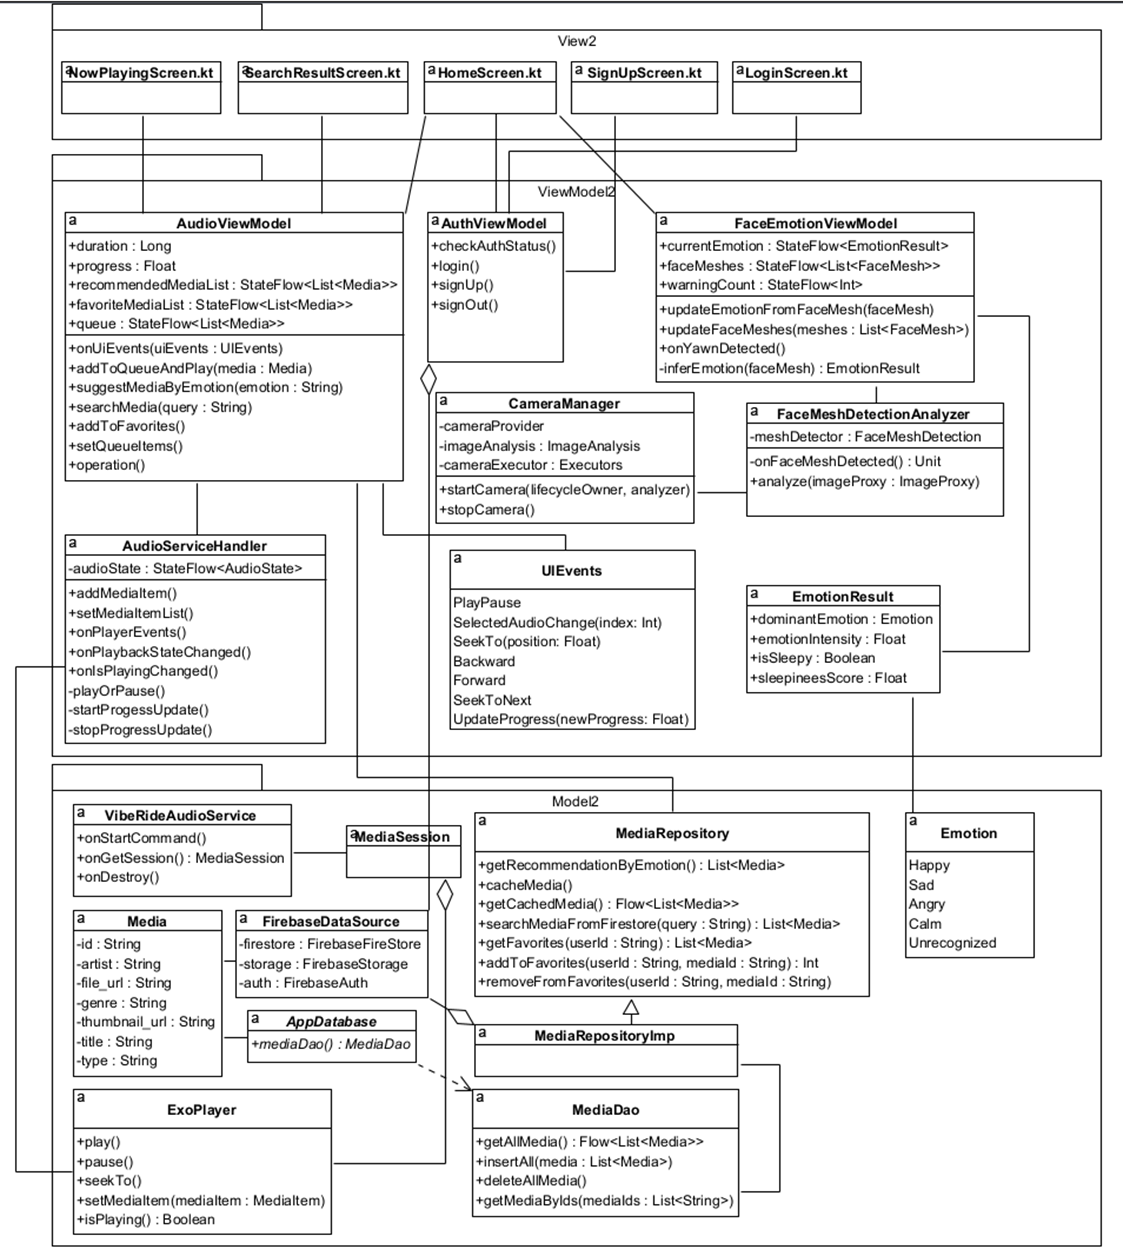 View2
a NowPlayingScreen.kt
a SearchResultScreen.kt
a HomeScreen.kt
a SignUpScreen.kt
a LoginScreen.kt
ViewModel2
a
AudioViewModel
+duration : Long
+progress : Float
+recommendedMediaList : StateFlow<List<Media>>
+favoriteMediaList : StateFlow<List<Media>>
+queue : StateFlow<List<Media>>
+onUiEvents(uiEvents : UIEvents)
+addToQueueAndPlay(media : Media)
+suggestMediaByEmotion(emotion : String)
+searchMedia(query : String)
+addToFavorites()
+setQueueItems()
+operation()
a AuthViewModel
+checkAuthStatus()
+login()
+signUp()
+signOut()
a
FaceEmotionViewModel
+currentEmotion : StateFlow<EmotionResult>
+faceMeshes : StateFlow<List<FaceMesh>>
+warningCount : StateFlow<Int>
+updateEmotionFromFaceMesh(faceMesh)
+updateFaceMeshes(meshes : List<FaceMesh>)
+onYawnDetected()
-inferEmotion(faceMesh) : EmotionResult
a
CameraManager
-cameraProvider
-imageAnalysis : ImageAnalysis
-cameraExecutor : Executors
+startCamera(lifecycleOwner, analyzer)
+stopCamera()
a
FaceMeshDetectionAnalyzer
-meshDetector : FaceMeshDetection
-onFaceMeshDetected() : Unit
+analyze(imageProxy : ImageProxy)
a
AudioServiceHandler
-audioState : StateFlow<AudioState>
+addMediaItem()
+setMediaItemList()
+onPlayerEvents()
+onPlaybackStateChanged()
+onIsPlayingChanged()
-playOrPause()
-startProgessUpdate()
-stopProgressUpdate()
a
UIEvents
PlayPause
SelectedAudioChange(index: Int)
SeekTo(position: Float)
Backward
Forward
SeekToNext
UpdateProgress(newProgress: Float)
a
EmotionResult
+dominantEmotion : Emotion
+emotionIntensity : Float
+isSleepy : Boolean
+sleepineesScore : Float
Model2
a
VibeRideAudioService
+onStartCommand()
+onGetSession() : MediaSession
+onDestroy()
a MediaSession
a
MediaRepository
+getRecommendationByEmotion() : List<Media>
+cacheMedia()
+getCachedMedia() : Flow<List<Media>>
+searchMediaFromFirestore(query : String) : List<Media>
+getFavorites(userId : String) : List<Media>
+addToFavorites(userId : String, mediaId : String) : Int
+removeFromFavorites(userId : String, mediaId : String)
a
Emotion
Happy
Sad
Angry
Calm
Unrecognized
a
Media
-id : String
-artist : String
-file_url : String
-genre : String
-thumbnail_url : String
-title : String
-type : String
a
FirebaseDataSource
-firestore : FirebaseFireStore
-storage : FirebaseStorage
-auth : FirebaseAuth
a
AppDatabase
+mediaDao() : MediaDao
a
MediaRepositoryImp
a
ExoPlayer
+play()
+pause()
+seekTo()
+setMediaItem(mediaItem : MediaItem)
+isPlaying() : Boolean
a
MediaDao
+getAllMedia() : Flow<List<Media>>
+insertAll(media : List<Media>)
+deleteAllMedia()
+getMediaByIds(mediaIds : List<String>)